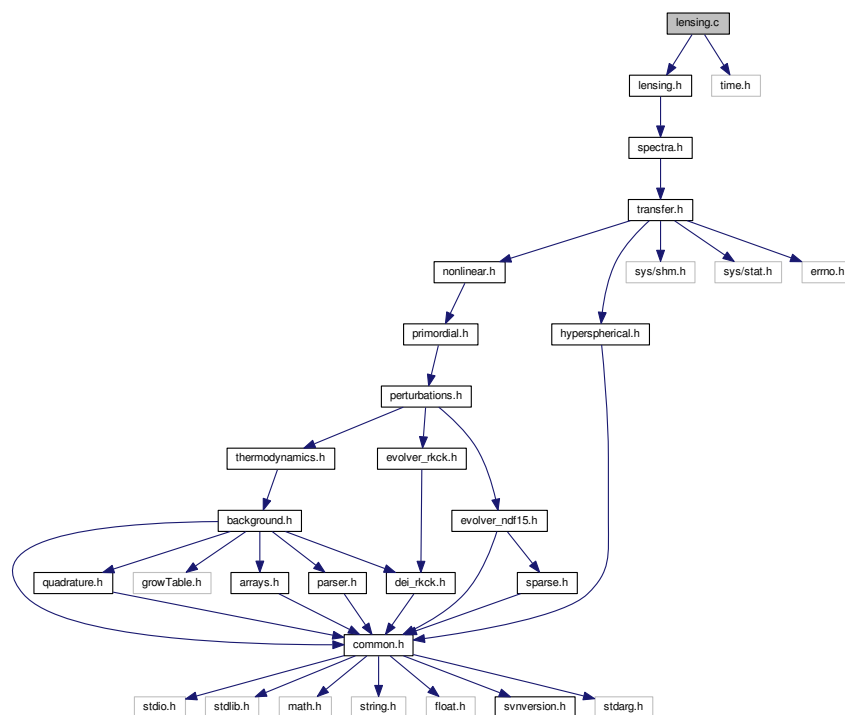 lensing.c
lensing.h
time.h
spectra.h
transfer.h
nonlinear.h
sys/shm.h
sys/stat.h
errno.h
primordial.h
hyperspherical.h
perturbations.h
thermodynamics.h
evolver_rkck.h
background.h
evolver_ndf15.h
quadrature.h
growTable.h
arrays.h
parser.h
dei_rkck.h
sparse.h
common.h
stdio.h
stdlib.h
math.h
string.h
float.h
svnversion.h
stdarg.h